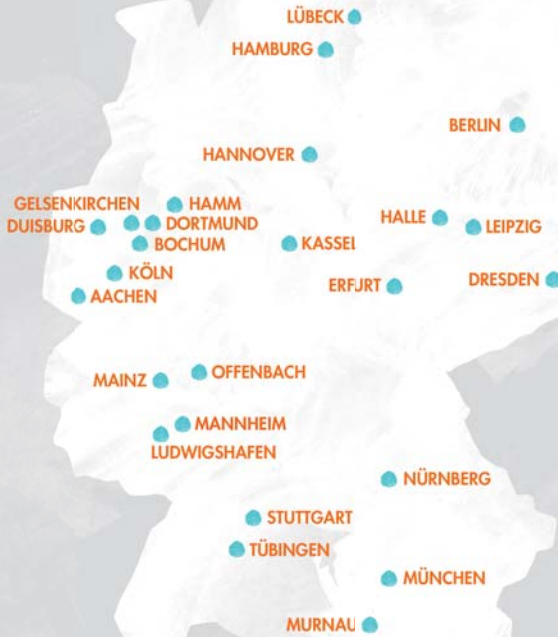 LÜBECK
HAMBURG
BERLIN
HANNOVER
GELSENKIRCHEN
HAMM
DUISBURG
DORTMUND
BOCHUM
HALLE
LEIPZIG
KASSEL
KÖLN
AACHEN
ERFURT
DRESDEN
MAINZ
OFFENBACH
MANNHEIM
LUDWIGSHAFEN
NÜRNBERG
STUTTGART
TÜBINGEN
MÜNCHEN
MURNAU